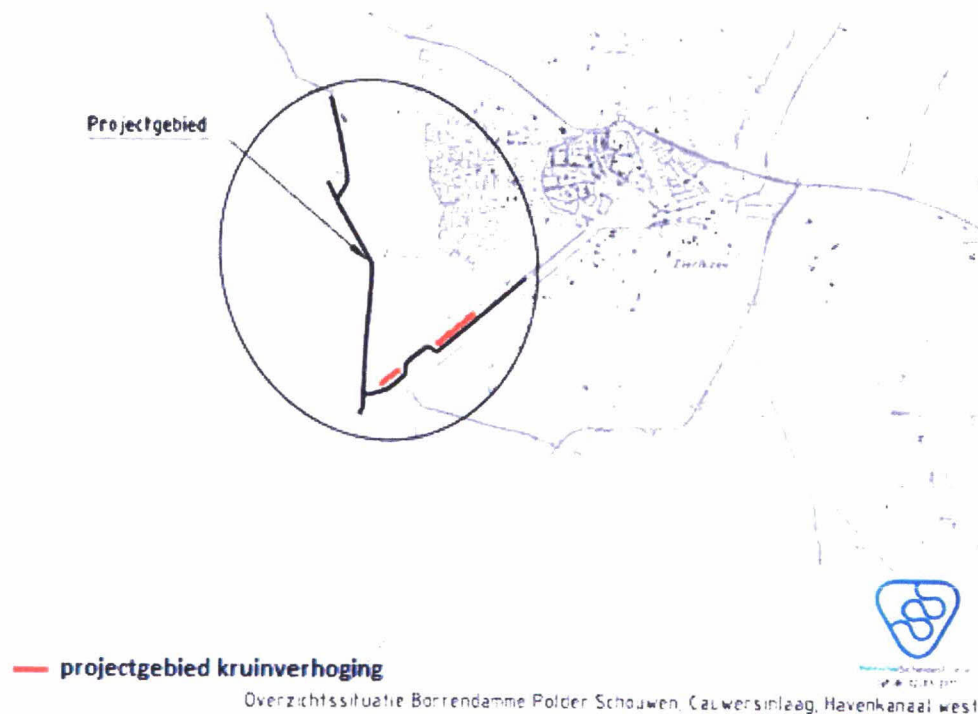 Projectgebied
Zierikzee
projectgebied kruinverhoging
Overzichtssituatie Borrendamme Polder Schouwen, Cauwersinlaag, Havenkanaal west